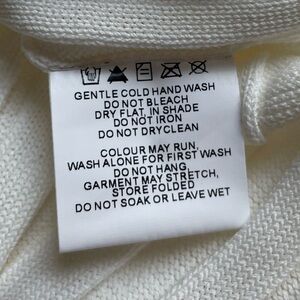 GENTLE COLD HAND WASH
DO NOT BLEACH
DRY FLAT, IN SHADE
DO NOT IRON
DO NOT DRYCLEAN
COLOUR MAY RUN,
WASH ALONE FOR FIRST WASH
DO NOT HANG,
GARMENT MAY STRETCH,
STORE FOLDED
DO NOT SOAK OR LEAVE WET